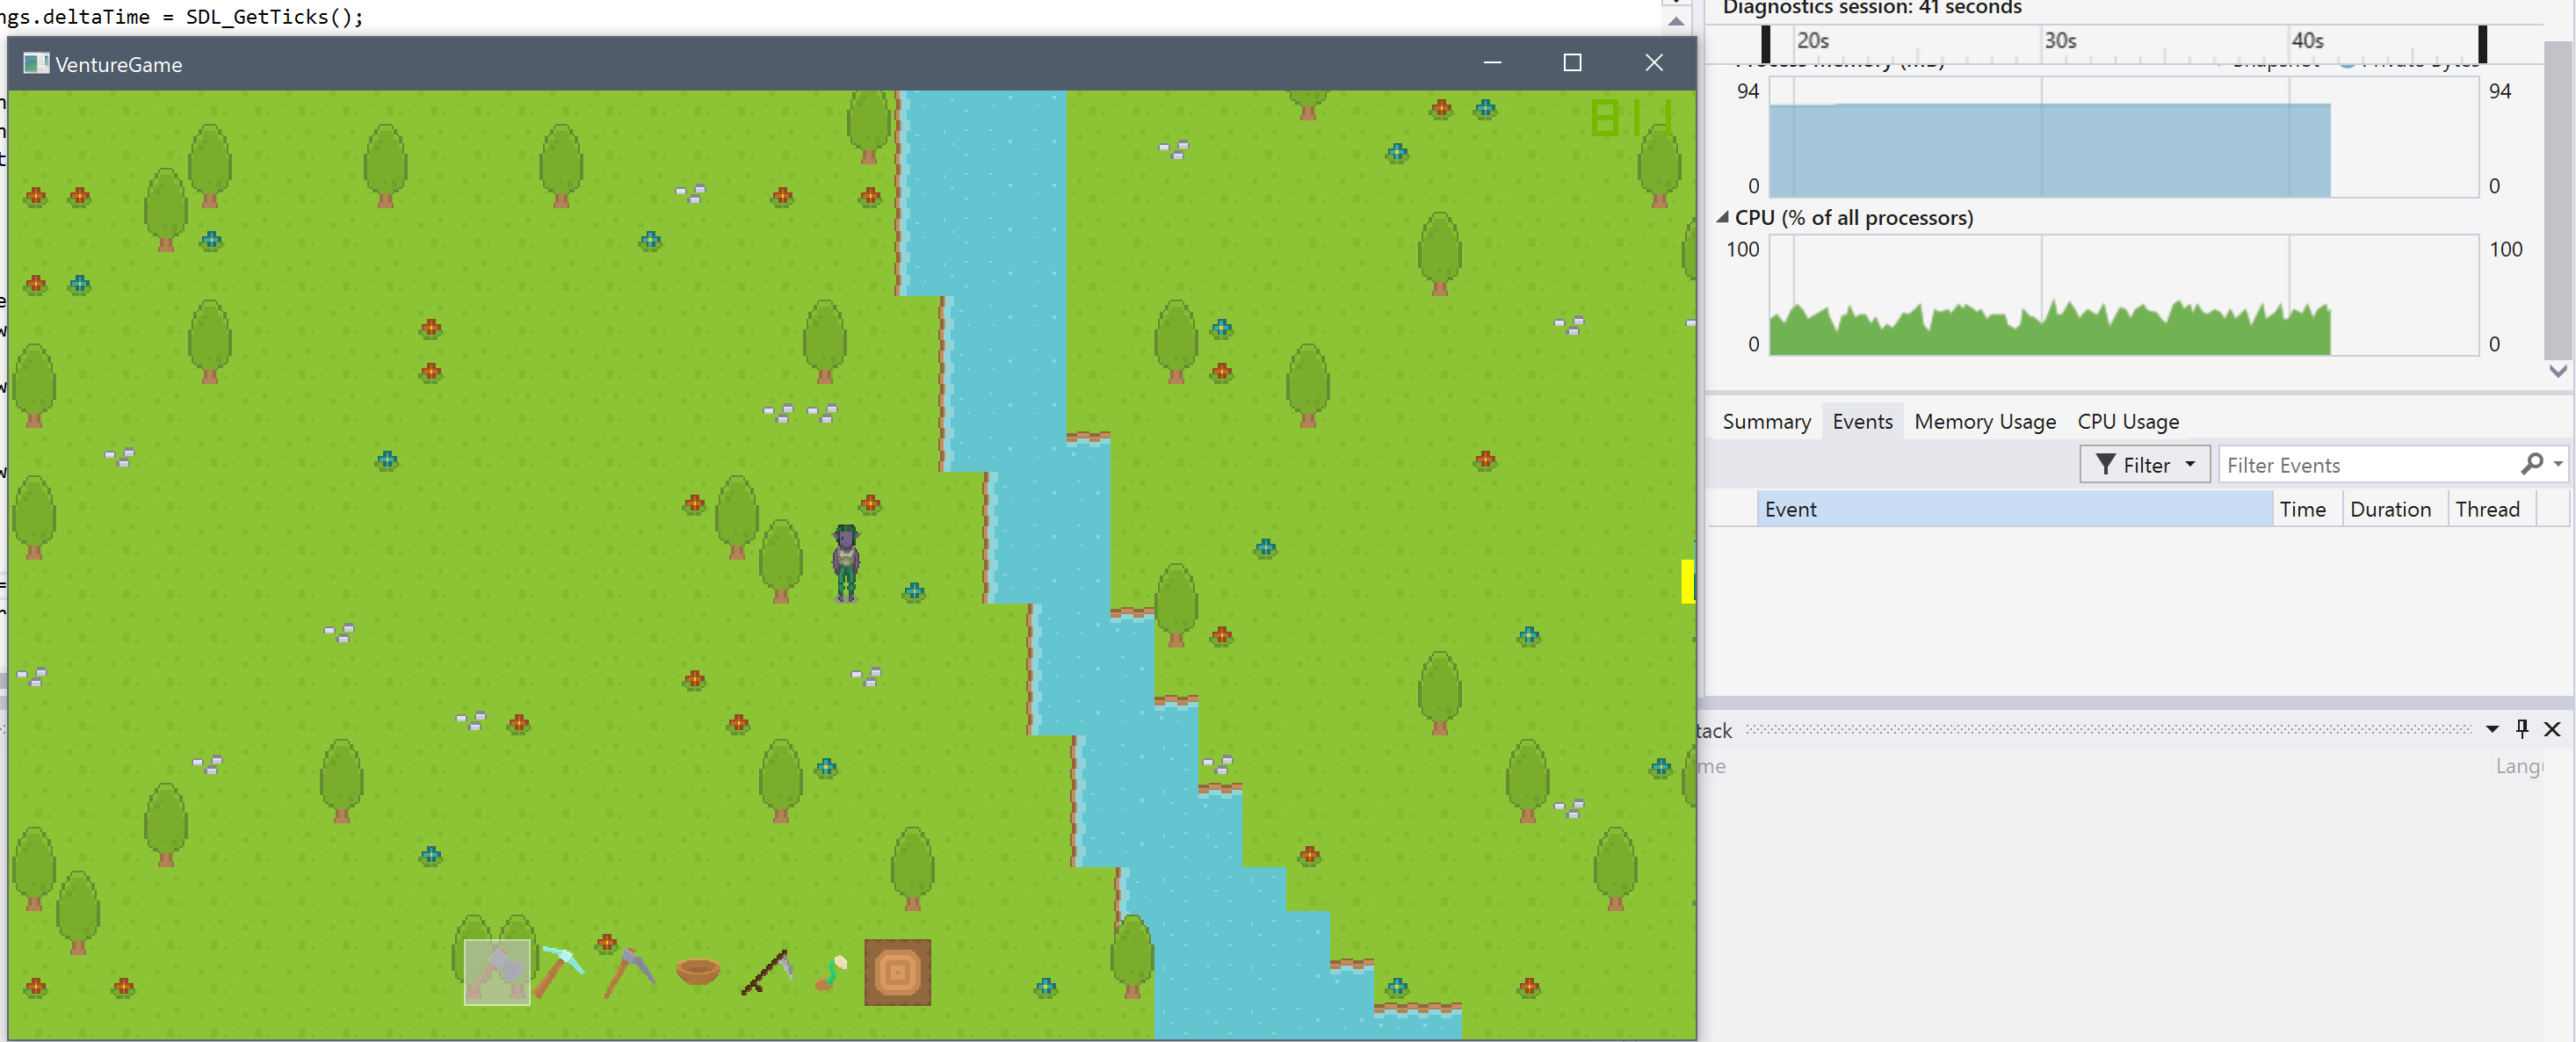 ngs.deltaTime = SDL_GetTicks();
VentureGame
811
Diagnostics session: 41 seconds
20s 30s 40s
94 94
0 0
CPU (% of all processors)
100 100
0 0
Summary Events Memory Usage CPU Usage
Filter Filter Events
Event Time Duration Thread
tack
me Langu